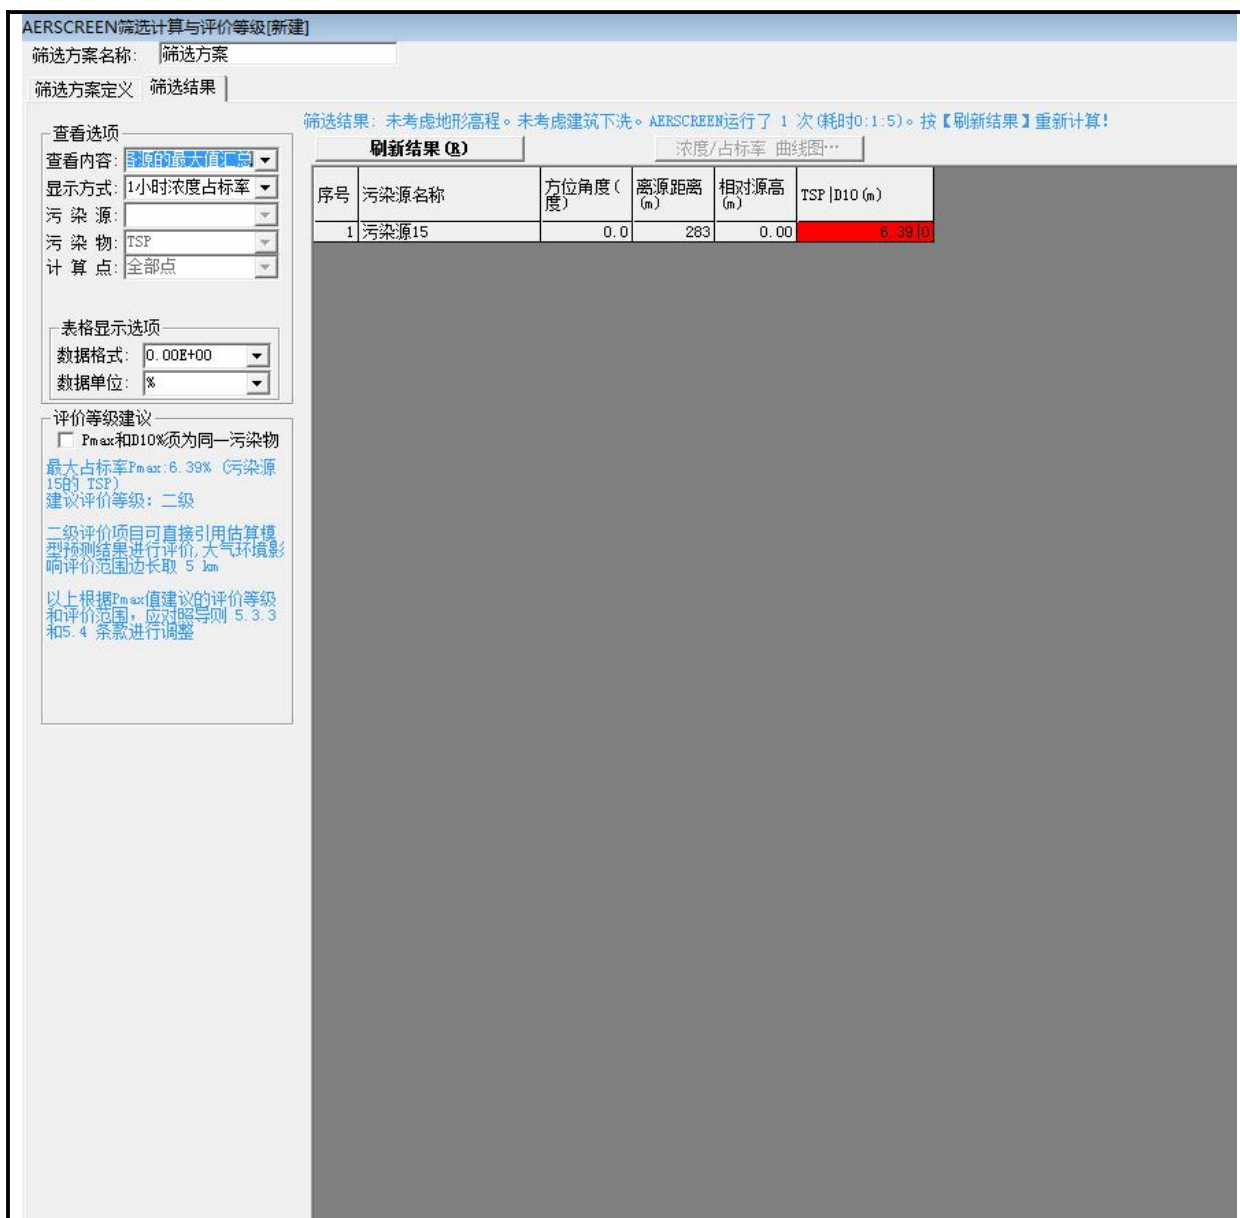 AERSCREEN筛选计算与评价等级[新建]
筛选方案名称: 筛选方案
筛选方案定义 筛选结果
筛选结果: 未考虑地形高程。未考虑建筑下洗。AERSCREEN运行了 1 次(耗时0:1:5)。按【刷新结果】重新计算!
查看选项
查看内容: 各源的最大值汇总
显示方式: 1小时浓度占标率
污 染 源:
污 染 物: TSP
计 算 点: 全部点
表格显示选项
数据格式: 0.00E+00
数据单位: %
评价等级建议
Pmax和D10%须为同一污染物
最大占标率Pmax:6.39% (污染源
15的 TSP)
建议评价等级: 二级
二级评价项目可直接引用估算模
型预测结果进行评价,大气环境影
响评价范围边长取 5 km
以上根据Pmax值建议的评价等级
和评价范围, 应对照导则 5.3.3
和5.4 条款进行调整
刷新结果(R) 浓度/占标率 曲线图…
序号 污染源名称 方位角度(度) 离源距离(m) 相对源高(m) TSP|D10(m)
1 污染源15 0.0 283 0.00 6.39|0